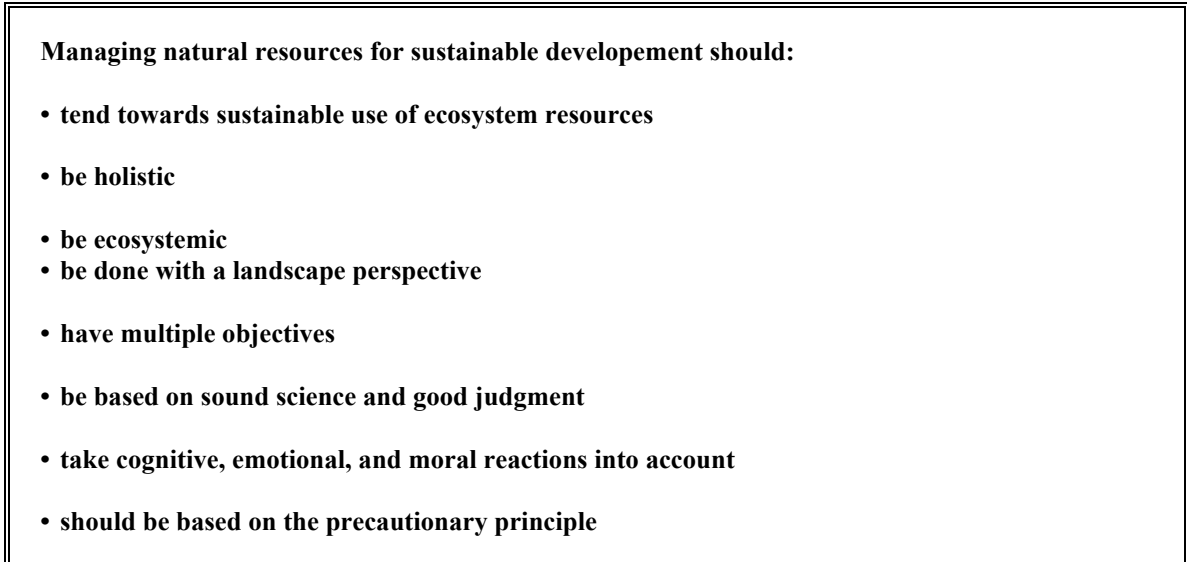 Managing natural resources for sustainable developement should:
• tend towards sustainable use of ecosystem resources
• be holistic
• be ecosystemic
• be done with a landscape perspective
• have multiple objectives
• be based on sound science and good judgment
• take cognitive, emotional, and moral reactions into account
• should be based on the precautionary principle